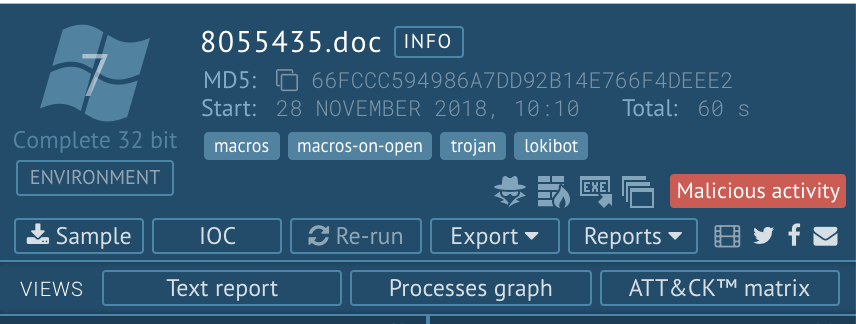 7
8055435.doc INFO
MD5: 66FCCC594986A7DD92B14E766F4DEEE2
Start: 28 NOVEMBER 2018, 10:10 Total: 60 s
Complete 32 bit
macros macros-on-open trojan lokibot
ENVIRONMENT
EXE
Malicious activity
Sample IOC Re-run Export Reports
VIEWS Text report Processes graph ATT&CK™ matrix